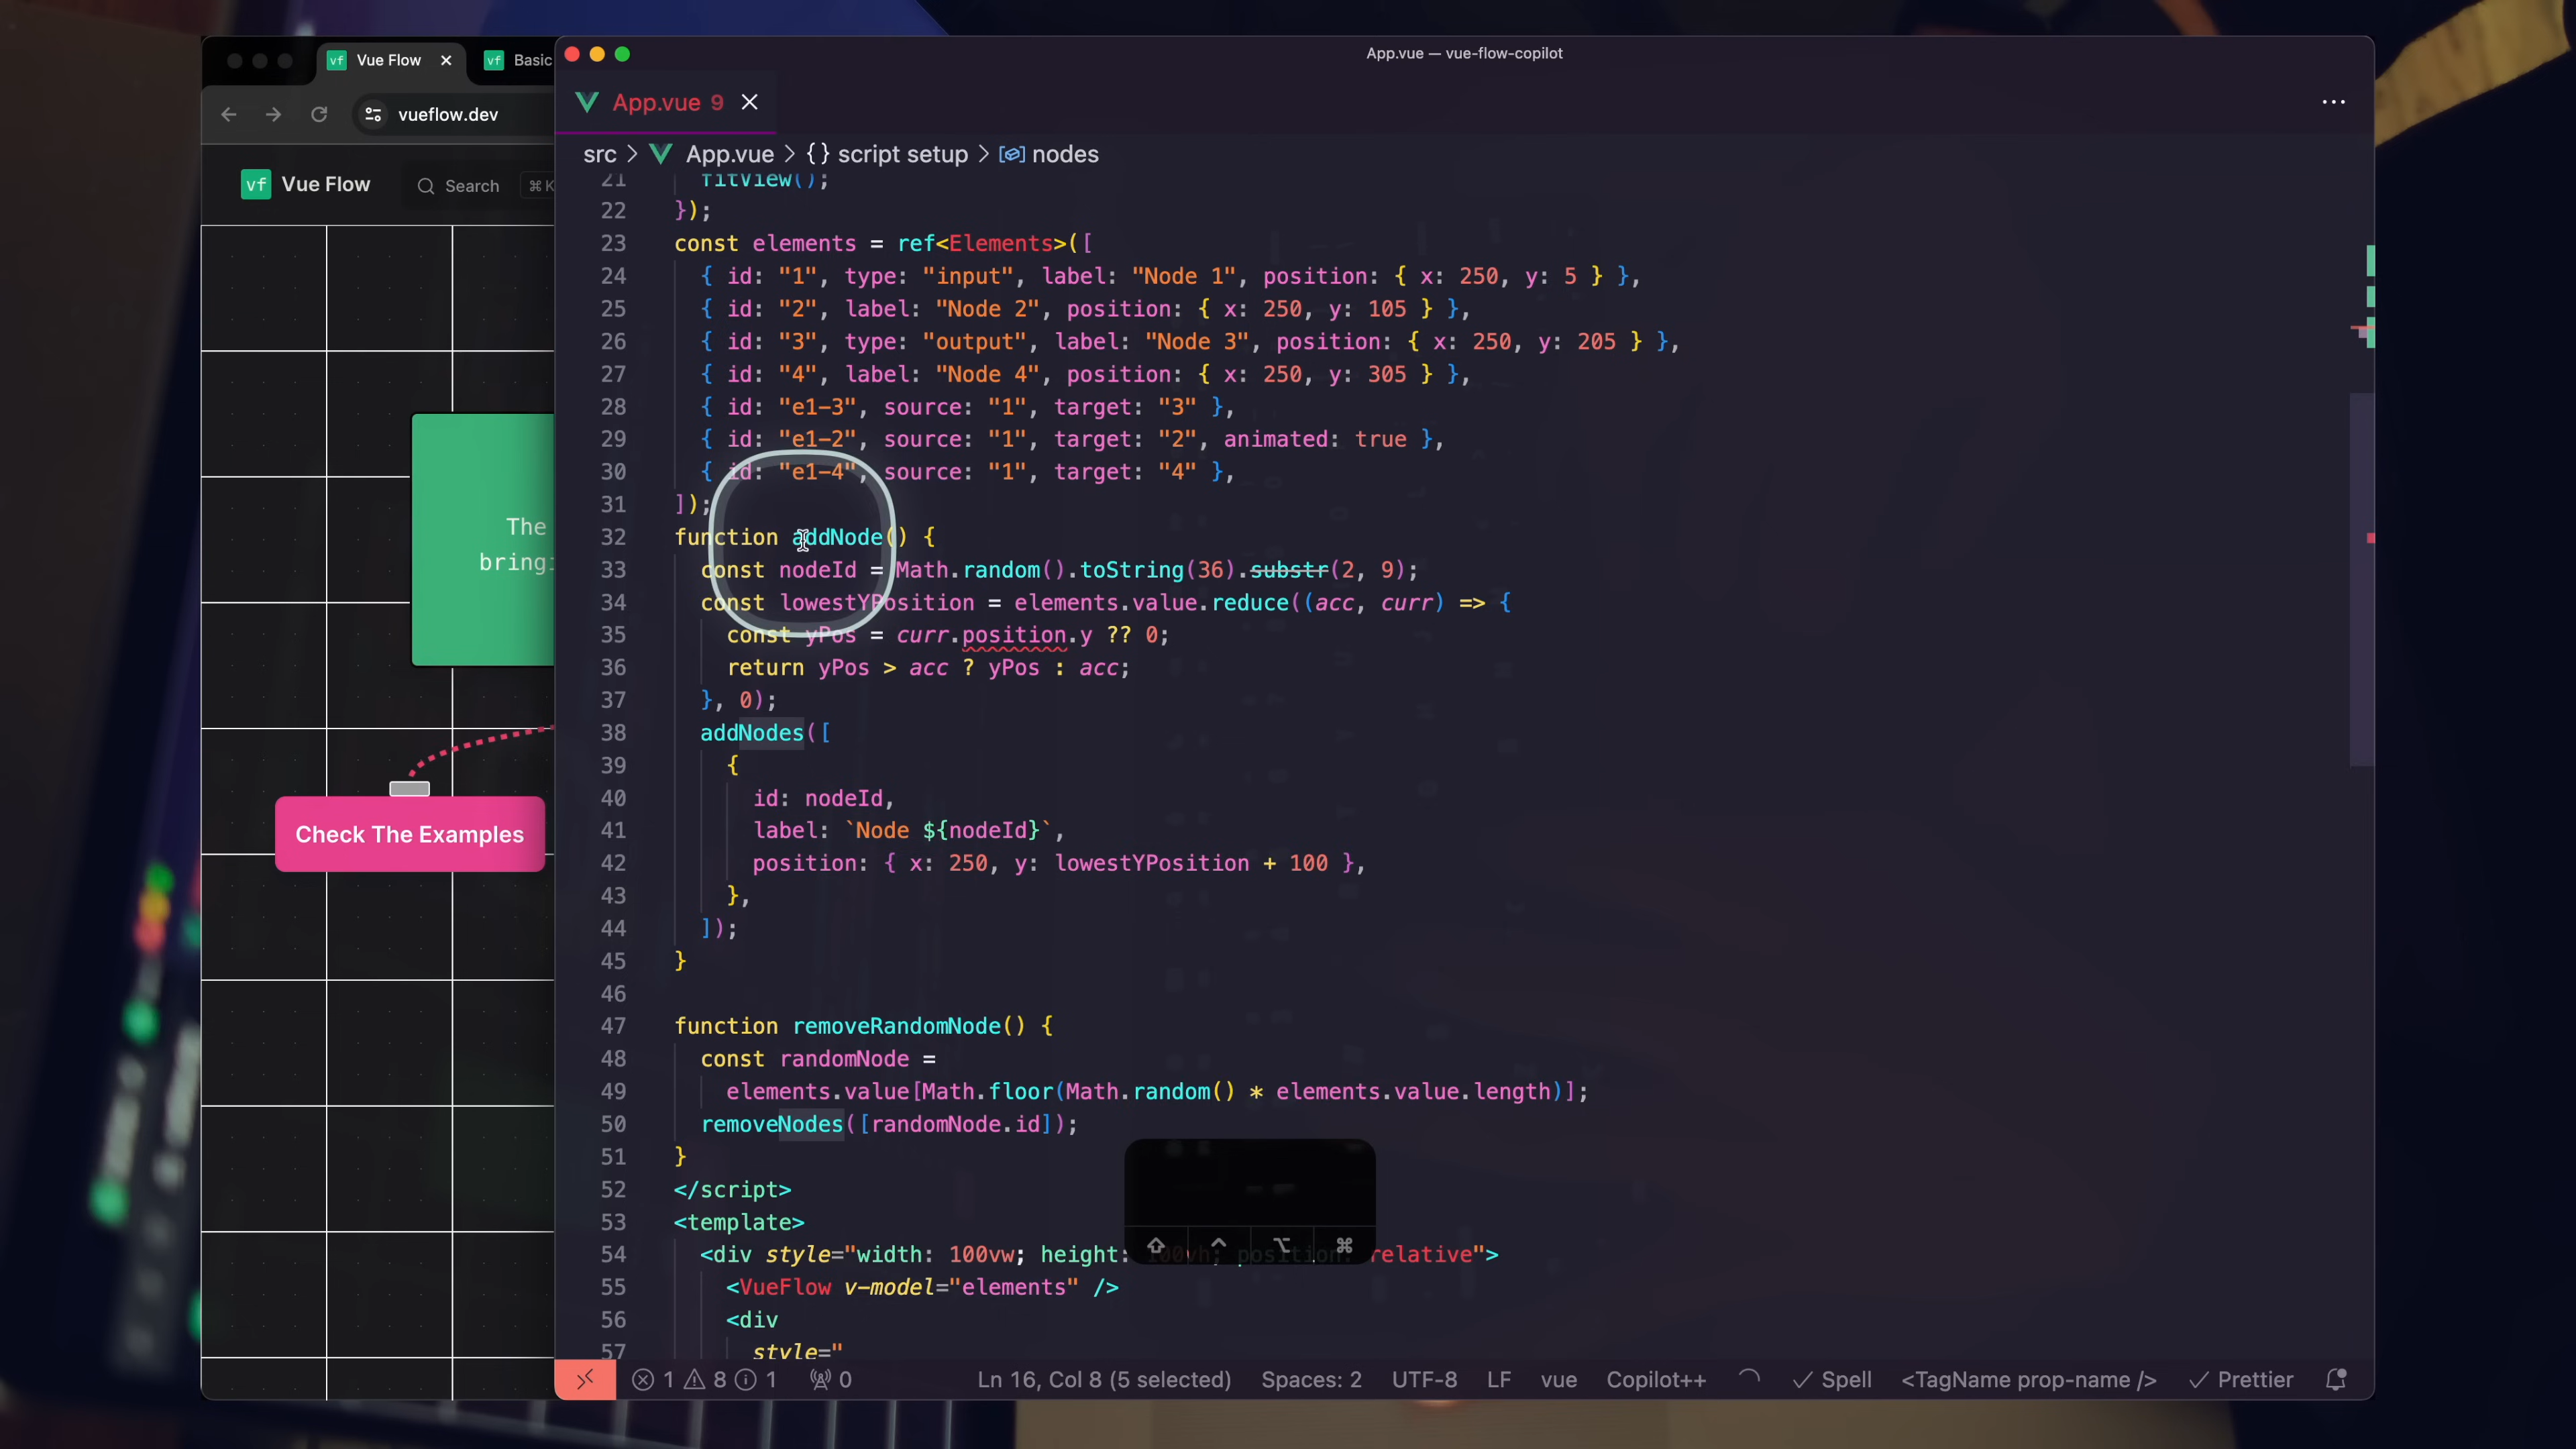 Vue Flow
Basic
vueflow.dev
Vue Flow
Search
⌘K
The
bringi
Check The Examples
App.vue — vue-flow-copilot
App.vue 9
src > App.vue > {} script setup > nodes
21 fitView();
22 });
23 const elements = ref<Elements>([
24 { id: "1", type: "input", label: "Node 1", position: { x: 250, y: 5 } },
25 { id: "2", label: "Node 2", position: { x: 250, y: 105 } },
26 { id: "3", type: "output", label: "Node 3", position: { x: 250, y: 205 } },
27 { id: "4", label: "Node 4", position: { x: 250, y: 305 } },
28 { id: "e1-3", source: "1", target: "3" },
29 { id: "e1-2", source: "1", target: "2", animated: true },
30 { id: "e1-4", source: "1", target: "4" },
31 ]);
32 function addNode() {
33 const nodeId = Math.random().toString(36).substr(2, 9);
34 const lowestYPosition = elements.value.reduce((acc, curr) => {
35 const yPos = curr.position.y ?? 0;
36 return yPos > acc ? yPos : acc;
37 }, 0);
38 addNodes([
39 {
40 id: nodeId,
41 label: `Node ${nodeId}`,
42 position: { x: 250, y: lowestYPosition + 100 },
43 },
44 ]);
45 }
46
47 function removeRandomNode() {
48 const randomNode =
49 elements.value[Math.floor(Math.random() * elements.value.length)];
50 removeNodes([randomNode.id]);
51 }
52 </script>
53 <template>
54 <div style="width: 100vw; height: 100vh; position: relative">
55 <VueFlow v-model="elements" />
56 <div
57 style="
⇧ ⌃ ⌥ ⌘
1 8 1 0 Ln 16, Col 8 (5 selected) Spaces: 2 UTF-8 LF vue Copilot++ ✓ Spell <TagName prop-name /> ✓ Prettier